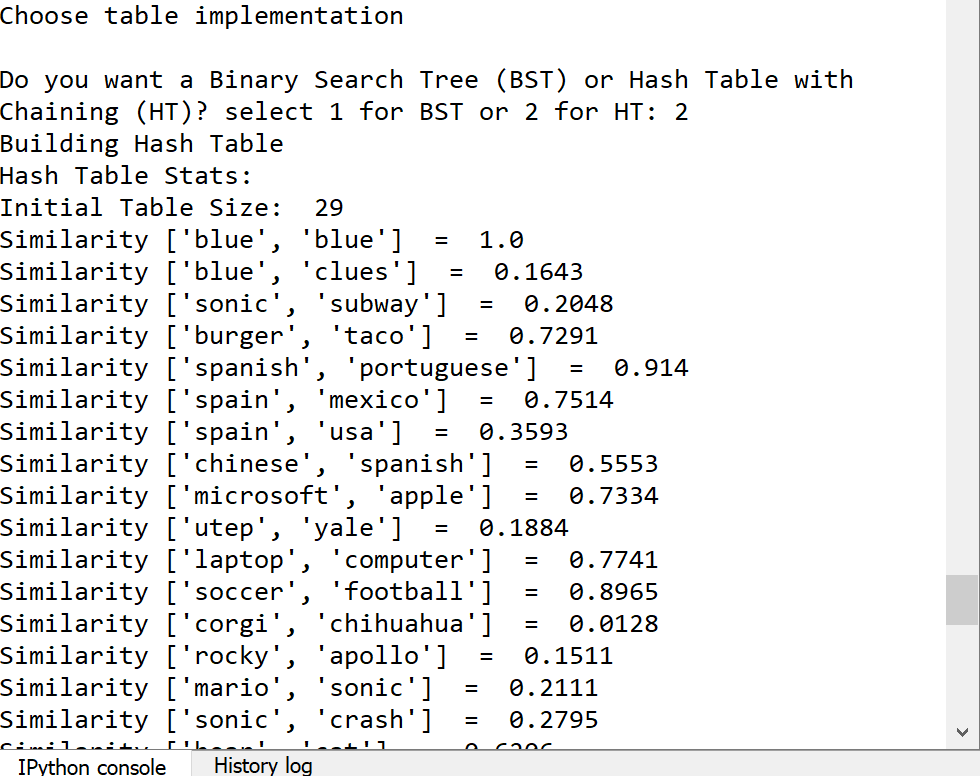 Choose table implementation
Do you want a Binary Search Tree (BST) or Hash Table with
Chaining (HT)? select 1 for BST or 2 for HT: 2
Building Hash Table
Hash Table Stats:
Initial Table Size:  29
Similarity ['blue', 'blue']  =  1.0
Similarity ['blue', 'clues']  =  0.1643
Similarity ['sonic', 'subway']  =  0.2048
Similarity ['burger', 'taco']  =  0.7291
Similarity ['spanish', 'portuguese']  =  0.914
Similarity ['spain', 'mexico']  =  0.7514
Similarity ['spain', 'usa']  =  0.3593
Similarity ['chinese', 'spanish']  =  0.5553
Similarity ['microsoft', 'apple']  =  0.7334
Similarity ['utep', 'yale']  =  0.1884
Similarity ['laptop', 'computer']  =  0.7741
Similarity ['soccer', 'football']  =  0.8965
Similarity ['corgi', 'chihuahua']  =  0.0128
Similarity ['rocky', 'apollo']  =  0.1511
Similarity ['mario', 'sonic']  =  0.2111
Similarity ['sonic', 'crash']  =  0.2795
Similarity
IPython console
History log